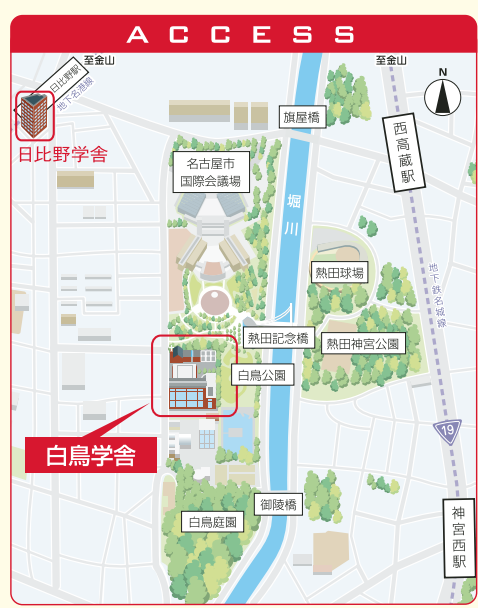 ACCESS
至金山
至金山
日比野駅
地下名港線
N
日比野学舎
旗屋橋
西高蔵駅
名古屋市
国際会議場
堀川
熱田球場
地下鉄名城線
熱田記念橋
熱田神宮公園
白鳥公園
19
白鳥学舎
御陵橋
白鳥庭園
神宮西駅